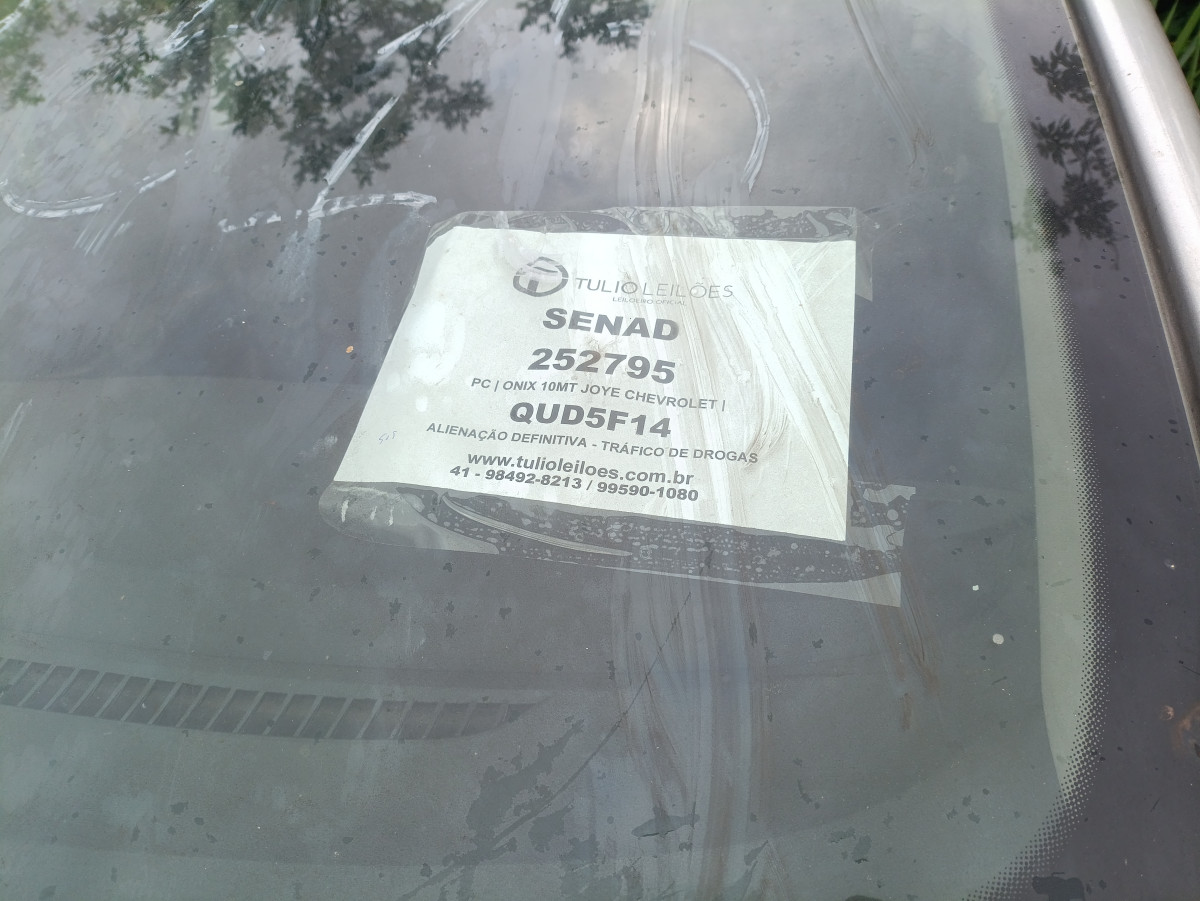 TULIO LEILÕES
LEILOEIRO OFICIAL
SENAD
252795
PC | ONIX 10MT JOYE CHEVROLET |
QUD5F14
ALIENAÇÃO DEFINITIVA - TRÁFICO DE DROGAS
www.tulioleiloes.com.br
41 - 98492-8213 / 99590-1080